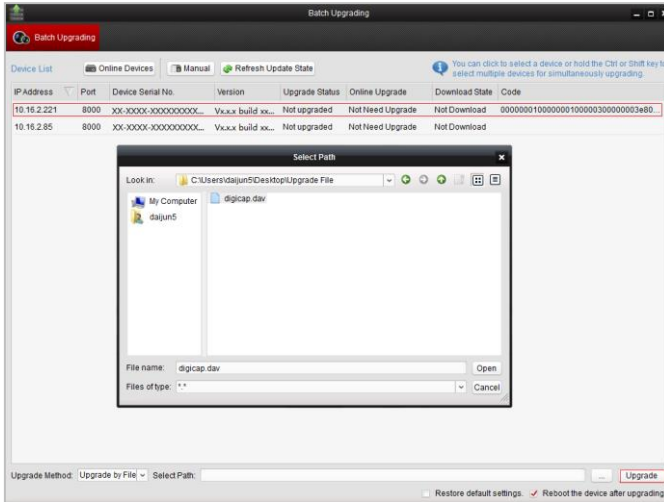 Batch Upgrading
Batch Upgrading
Device List Online Devices Manual Refresh Update State
You can click to select a device or hold the Ctrl or Shift key to
select multiple devices for simultaneously upgrading.
IP Address Port Device Serial No. Version Upgrade Status Online Upgrade Download State Code
10.16.2.221 8000 XX-XXXX-XXXXXXXXX... Vx.x.x build xx... Not upgraded Not Need Upgrade Not Download
10.16.2.85 8000 XX-XXXX-XXXXXXXXX... Vx.x.x build xx... Not upgraded Not Need Upgrade Not Download
Select Path
Look in: C:\Users\daijun5\Desktop\Upgrade File
My Computer
daijun5
digicap.dav
File name: digicap.dav Open
Files of type: *.* Cancel
Upgrade Method: Upgrade by File Select Path: ... Upgrade
Restore default settings. Reboot the device after upgrading